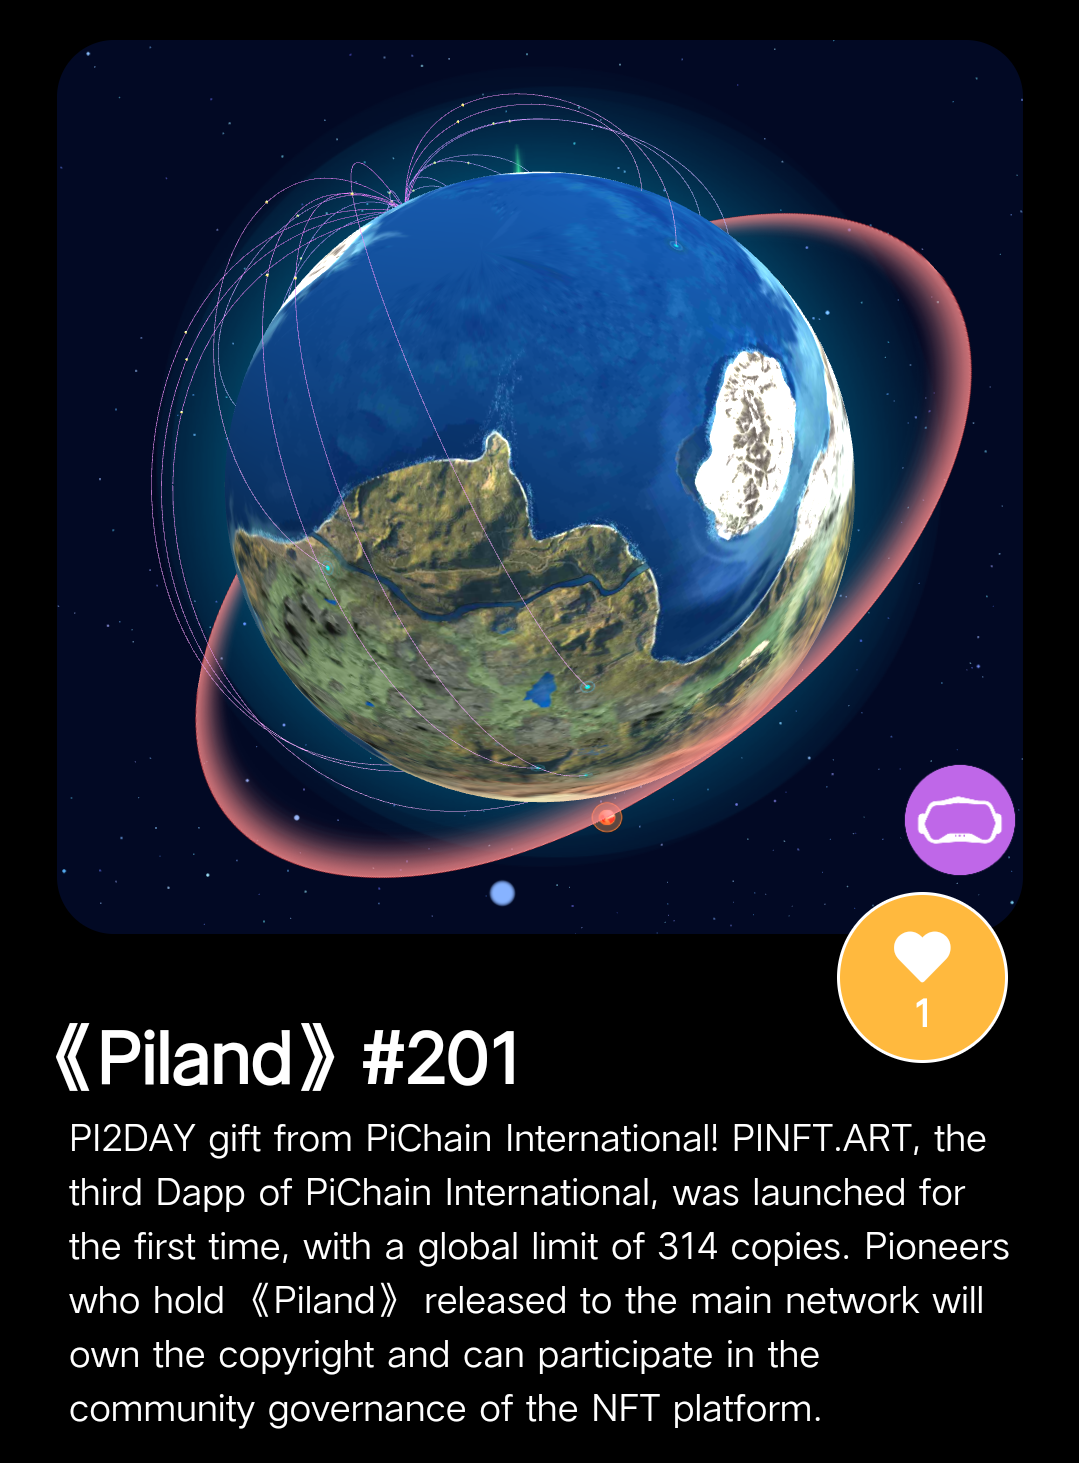 1
《Piland》 #201
PI2DAY gift from PiChain International! PINFT.ART, the
third Dapp of PiChain International, was launched for
the first time, with a global limit of 314 copies. Pioneers
who hold 《Piland》 released to the main network will
own the copyright and can participate in the
community governance of the NFT platform.